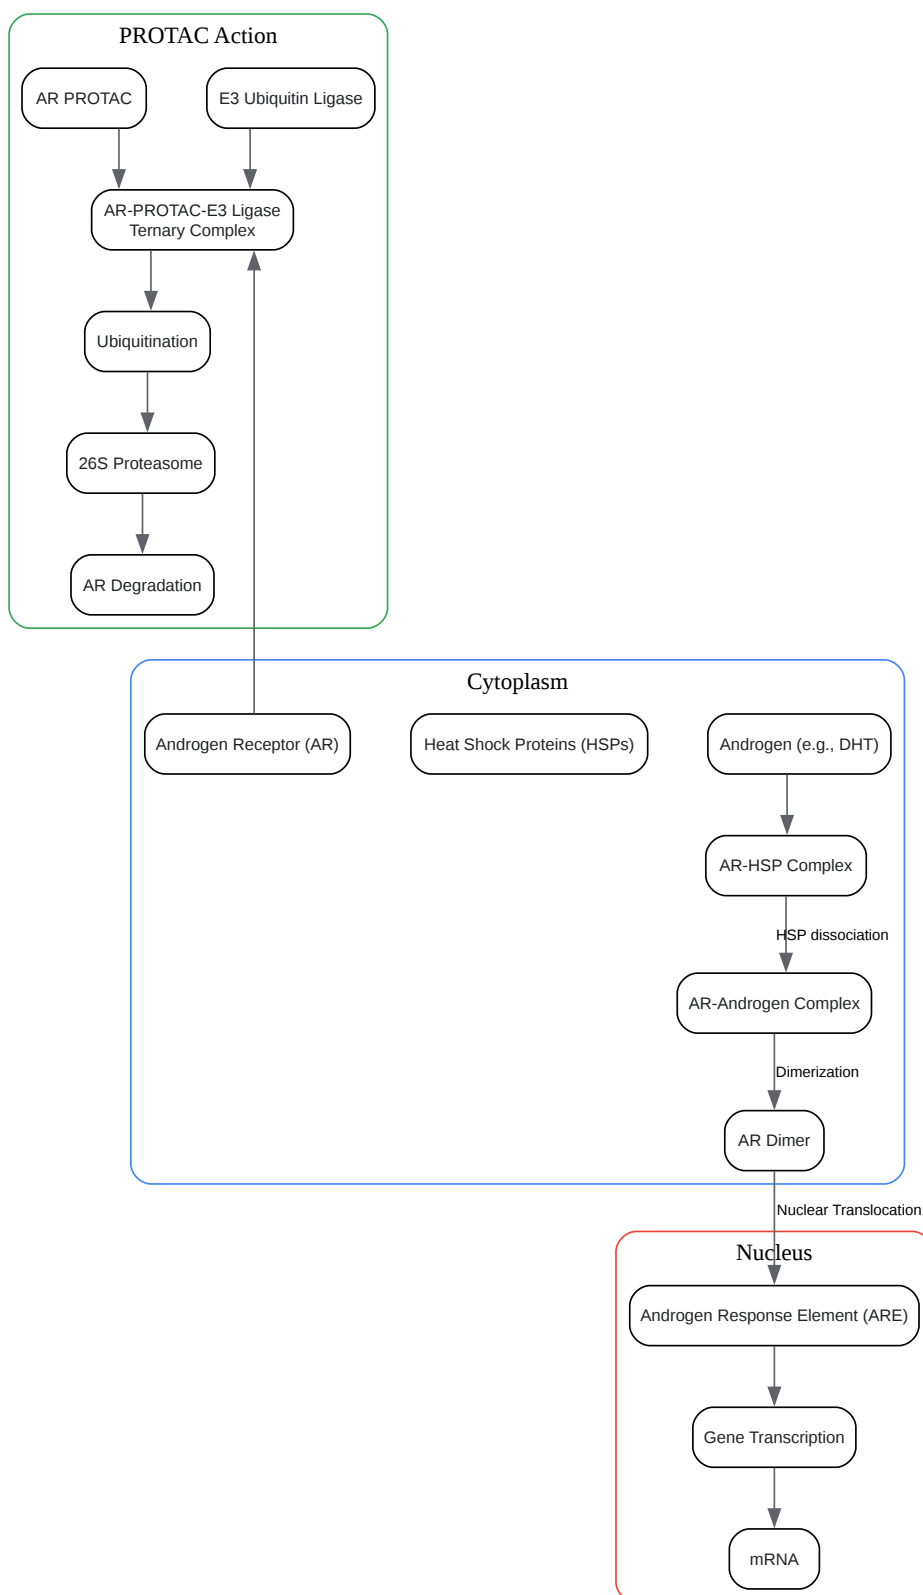 PROTAC Action
AR PROTAC
E3 Ubiquitin Ligase
AR-PROTAC-E3 Ligase
Ternary Complex
Ubiquitination
26S Proteasome
AR Degradation
Cytoplasm
Androgen Receptor (AR)
Heat Shock Proteins (HSPs)
Androgen (e.g., DHT)
AR-HSP Complex
HSP dissociation
AR-Androgen Complex
Dimerization
AR Dimer
Nuclear Translocation
Nucleus
Androgen Response Element (ARE)
Gene Transcription
mRNA